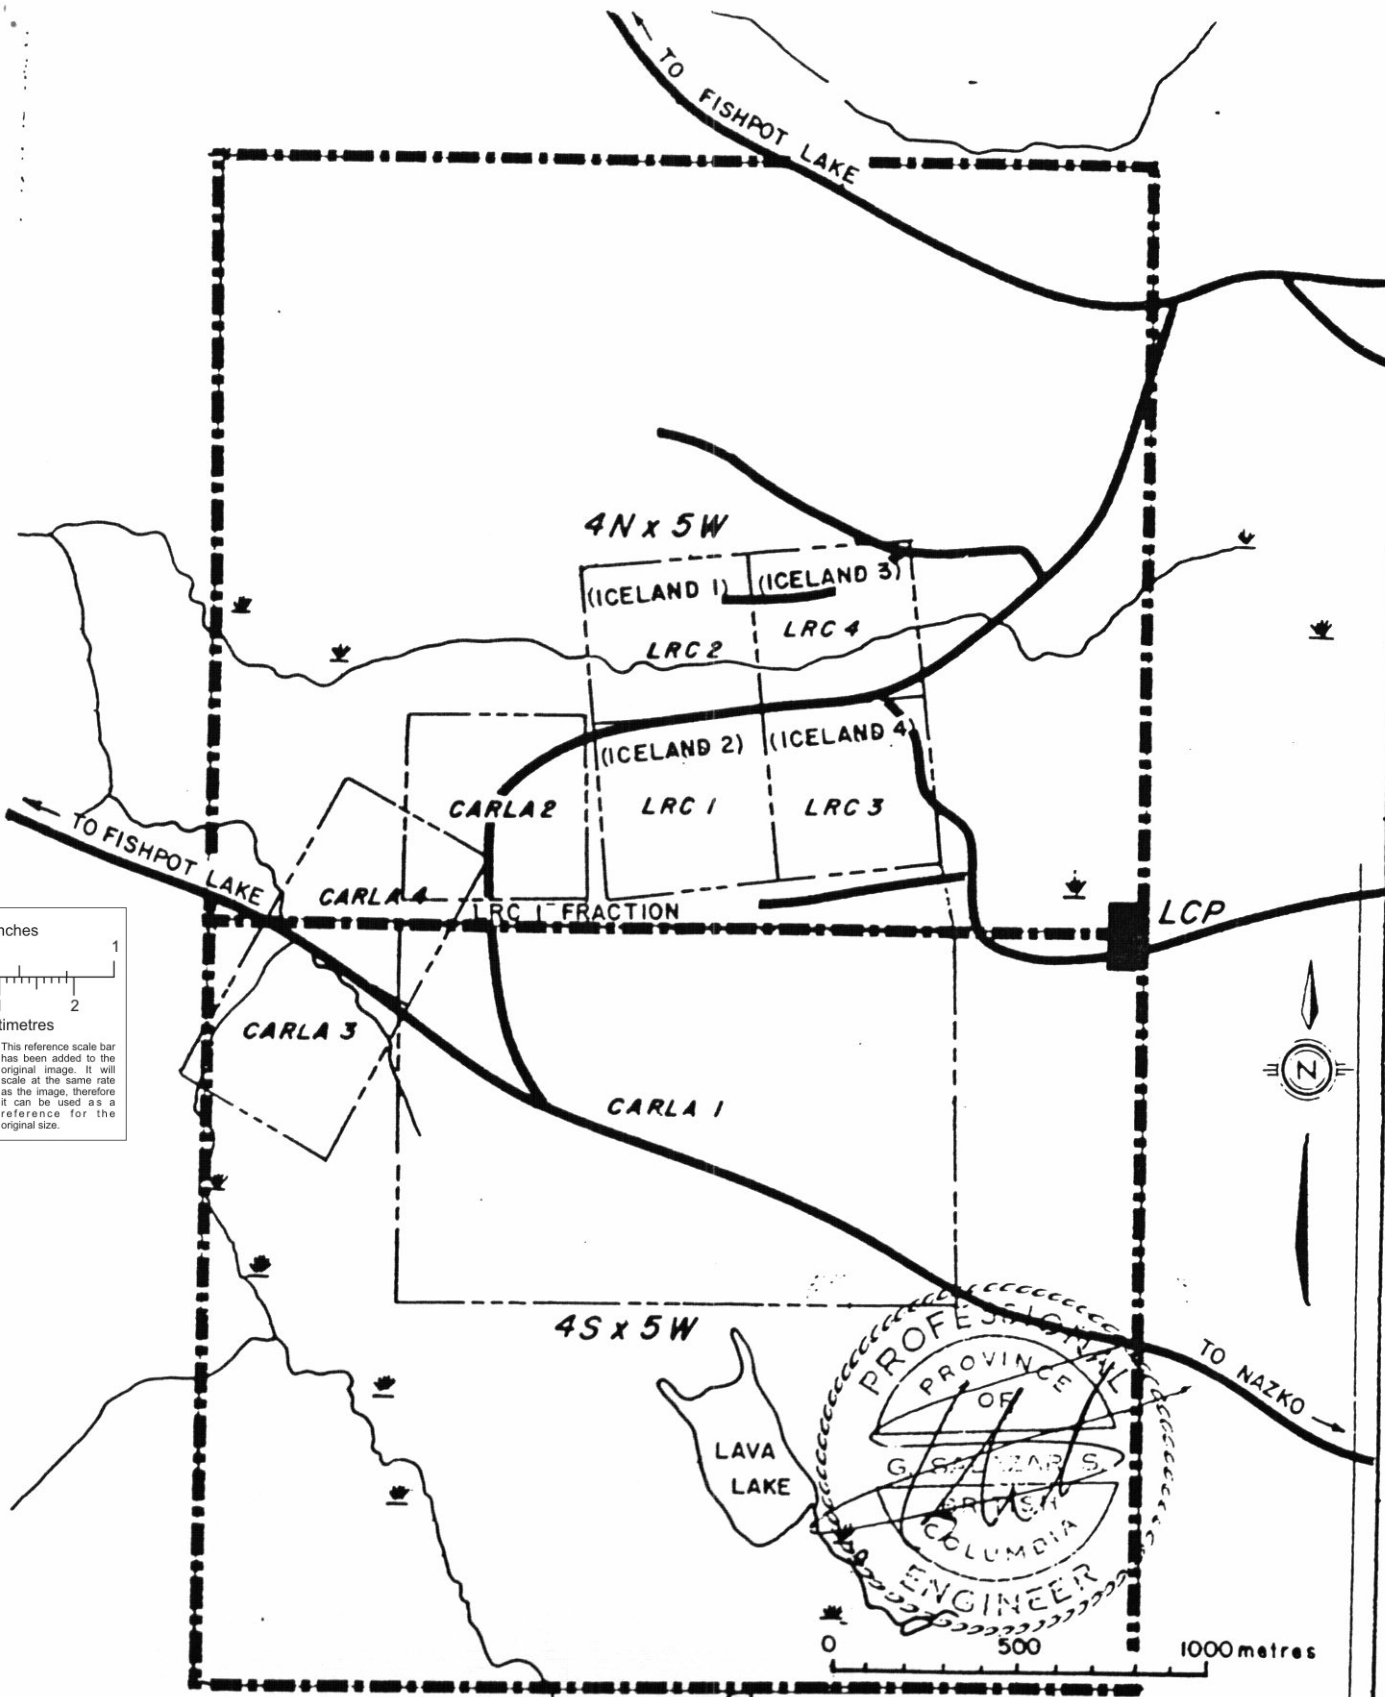 TO FISHPOT LAKE
4N x 5W
(ICELAND 1)
(ICELAND 3)
LRC 2
LRC 4
(ICELAND 2)
(ICELAND 4)
CARLA 2
LRC 1
LRC 3
TO FISHPOT LAKE
CARLA 4
LRC 1 FRACTION
LCP
nches
1
2
timetres
This reference scale bar
has been added to the
original image. It will
scale at the same rate
as the image, therefore
it can be used as a
reference for the
original size.
CARLA 3
N
CARLA 1
4S x 5W
TO NAZKO
LAVA
LAKE
PROFESSIONAL
PROVINCE
OF
G. SALAZAR S.
BRITISH
COLUMBIA
ENGINEER
0 500 1000 metres